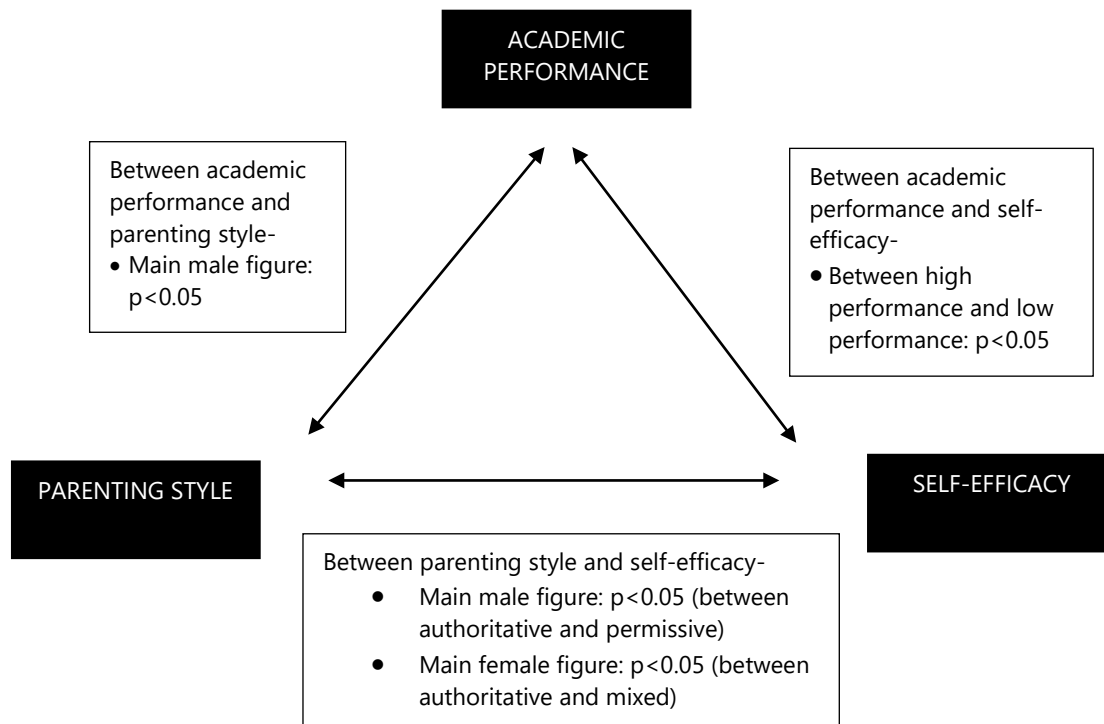 ACADEMIC
PERFORMANCE
Between academic
performance and
parenting style-
• Main male figure:
p<0.05
Between academic
performance and self-
efficacy-
• Between high
performance and low
performance: p<0.05
PARENTING STYLE
SELF-EFFICACY
Between parenting style and self-efficacy-
• Main male figure: p<0.05 (between
authoritative and permissive)
• Main female figure: p<0.05 (between
authoritative and mixed)